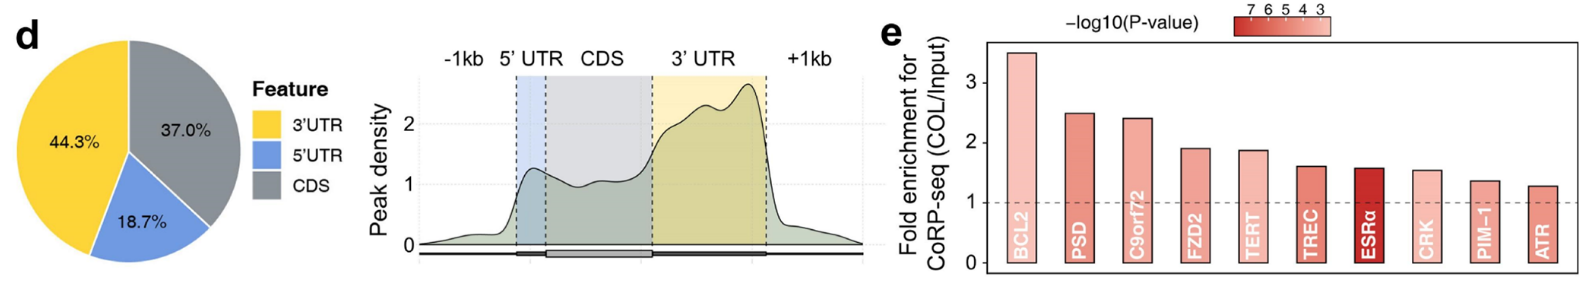 d
44.3%
37.0%
18.7%
Feature
3'UTR
5'UTR
CDS
-1kb 5' UTR CDS 3' UTR +1kb
Peak density
2
1
0
e
−log10(P-value)
7 6 5 4 3
Fold enrichment for
CoRP-seq (COL/Input)
3
2
1
0
BCL2
PSD
C9orf72
FZD2
TERT
TREC
ESRα
CRK
PIM−1
ATR